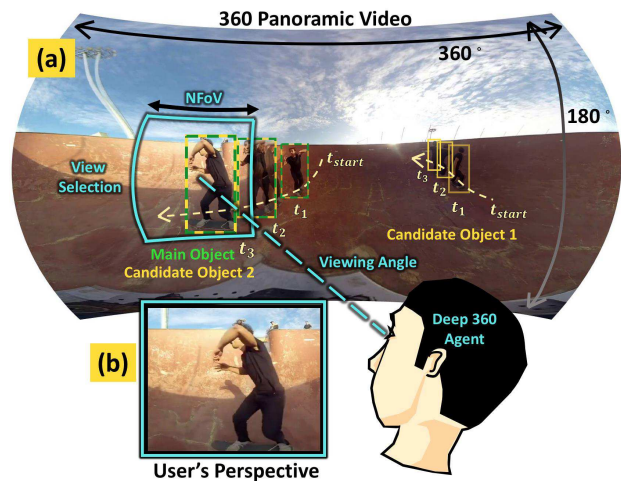 360 Panoramic Video
(a)
360 °
NFoV
180 °
View
Selection
t_start
t_3
t_2
t_1
t_start
t_1
t_2
t_3
Main Object
Candidate Object 2
Candidate Object 1
Viewing Angle
Deep 360
Agent
(b)
User's Perspective